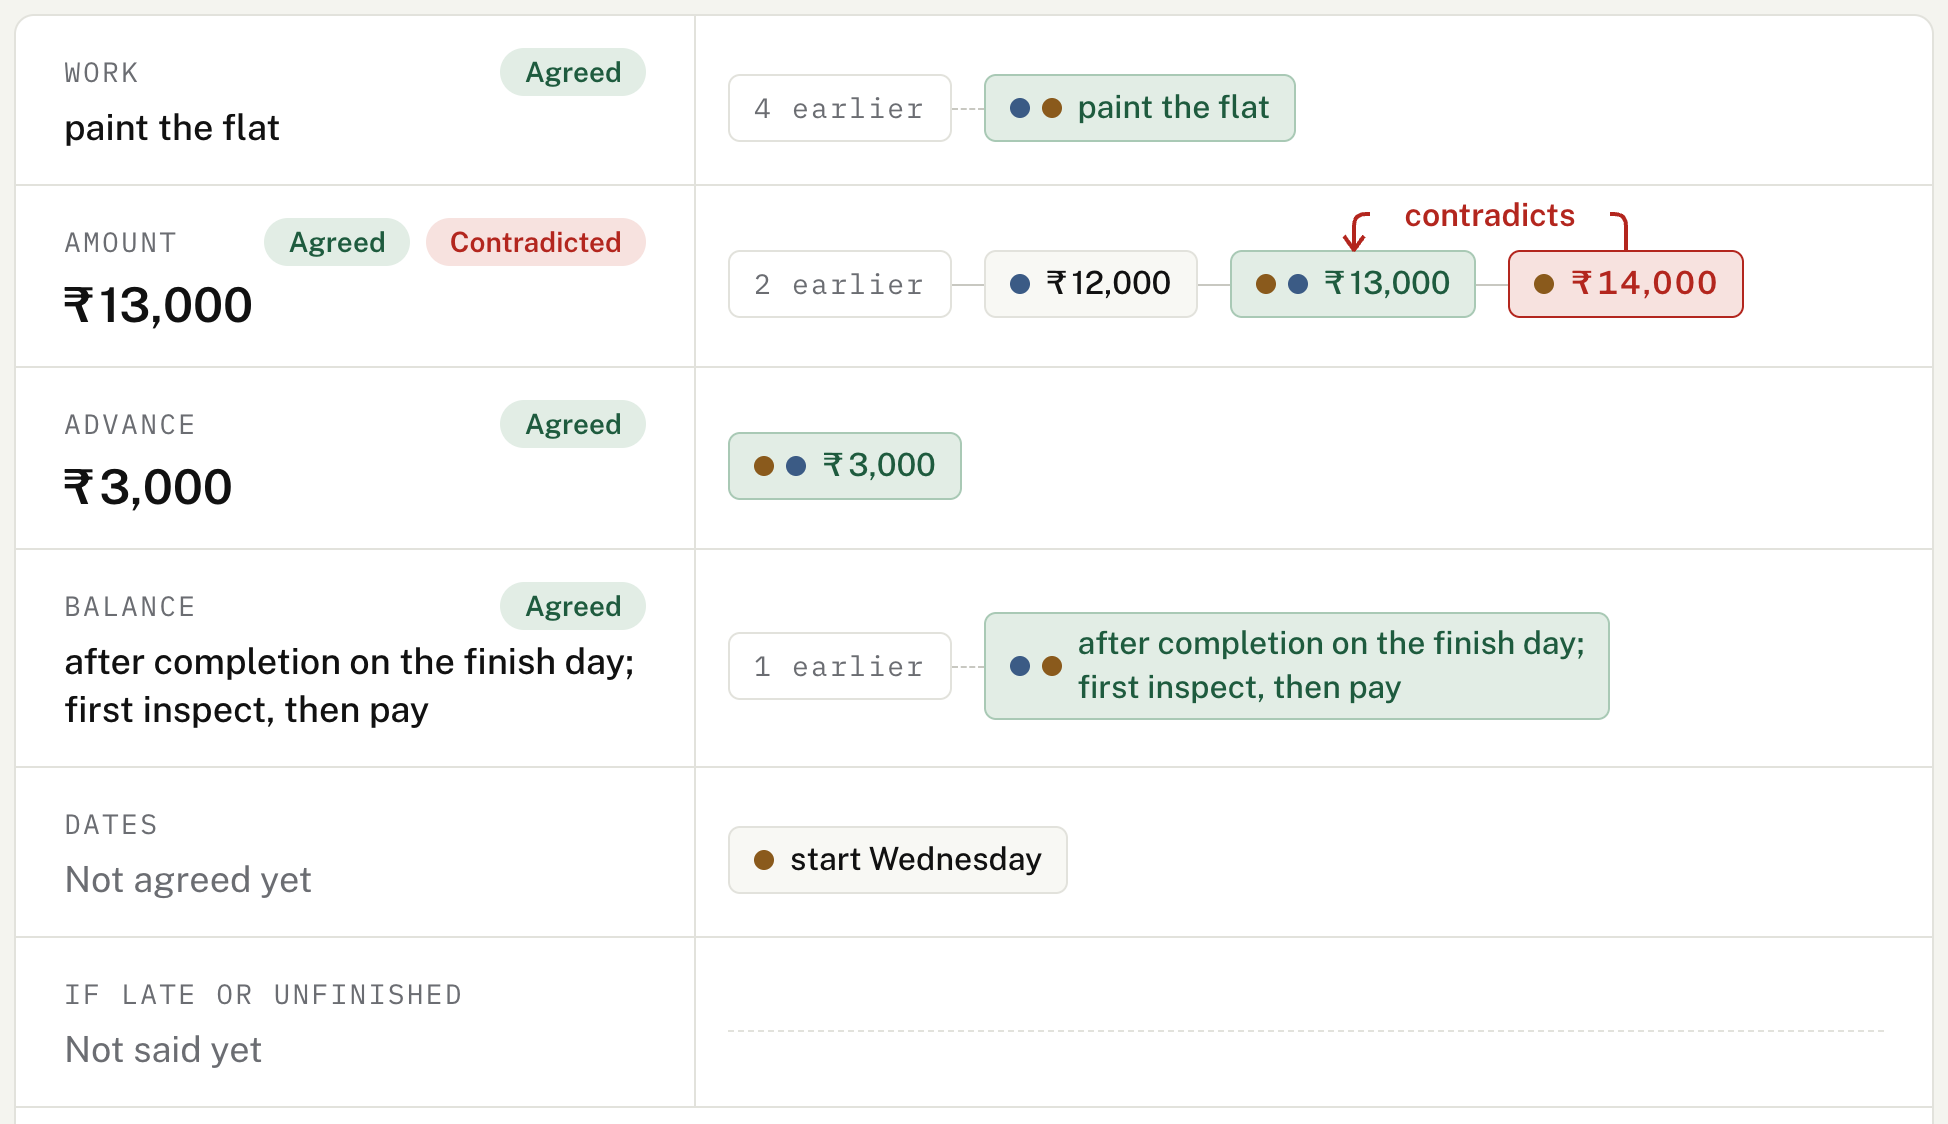 WORK
Agreed
paint the flat
4 earlier
paint the flat
AMOUNT
Agreed
Contradicted
₹13,000
contradicts
2 earlier
₹12,000
₹13,000
₹14,000
ADVANCE
Agreed
₹3,000
₹3,000
BALANCE
Agreed
after completion on the finish day;
first inspect, then pay
1 earlier
after completion on the finish day;
first inspect, then pay
DATES
Not agreed yet
start Wednesday
IF LATE OR UNFINISHED
Not said yet